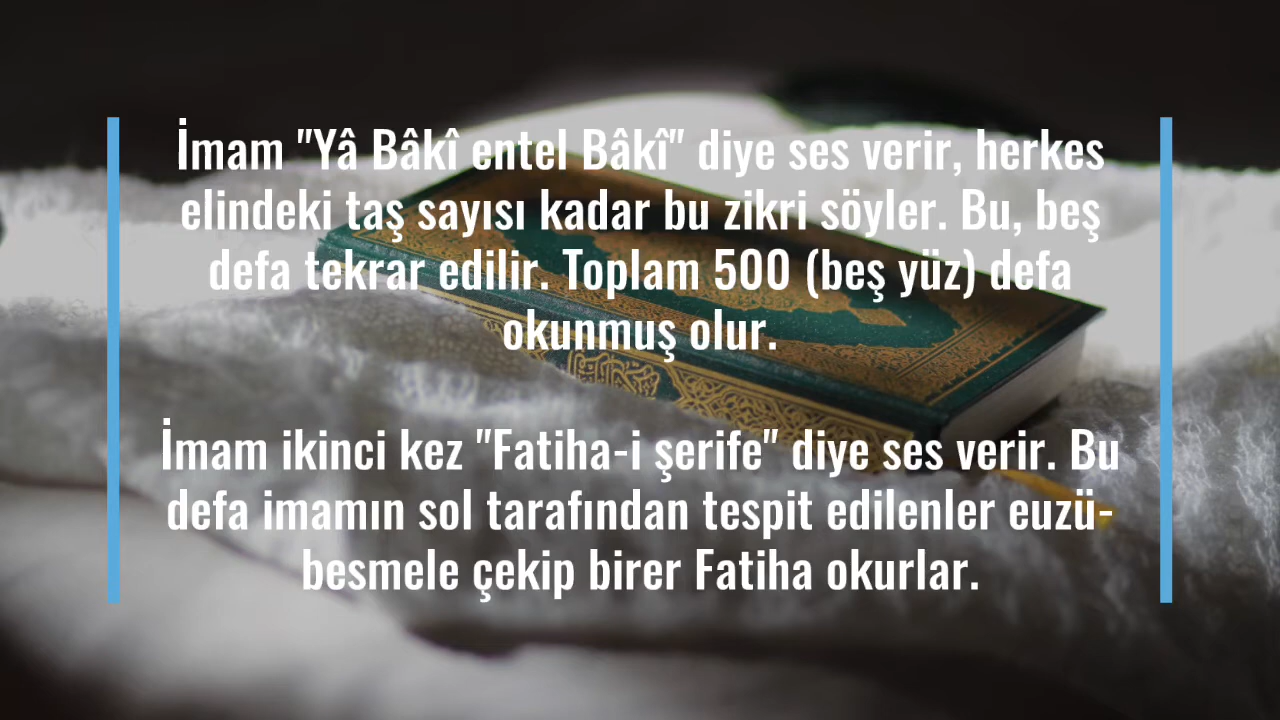 İmam "Yâ Bâkî entel Bâkî" diye ses verir, herkes
elindeki taş sayısı kadar bu zikri söyler. Bu, beş
defa tekrar edilir. Toplam 500 (beş yüz) defa
okunmuş olur.
İmam ikinci kez "Fatiha-i şerife" diye ses verir. Bu
defa imamın sol tarafından tespit edilenler euzü-
besmele çekip birer Fatiha okurlar.